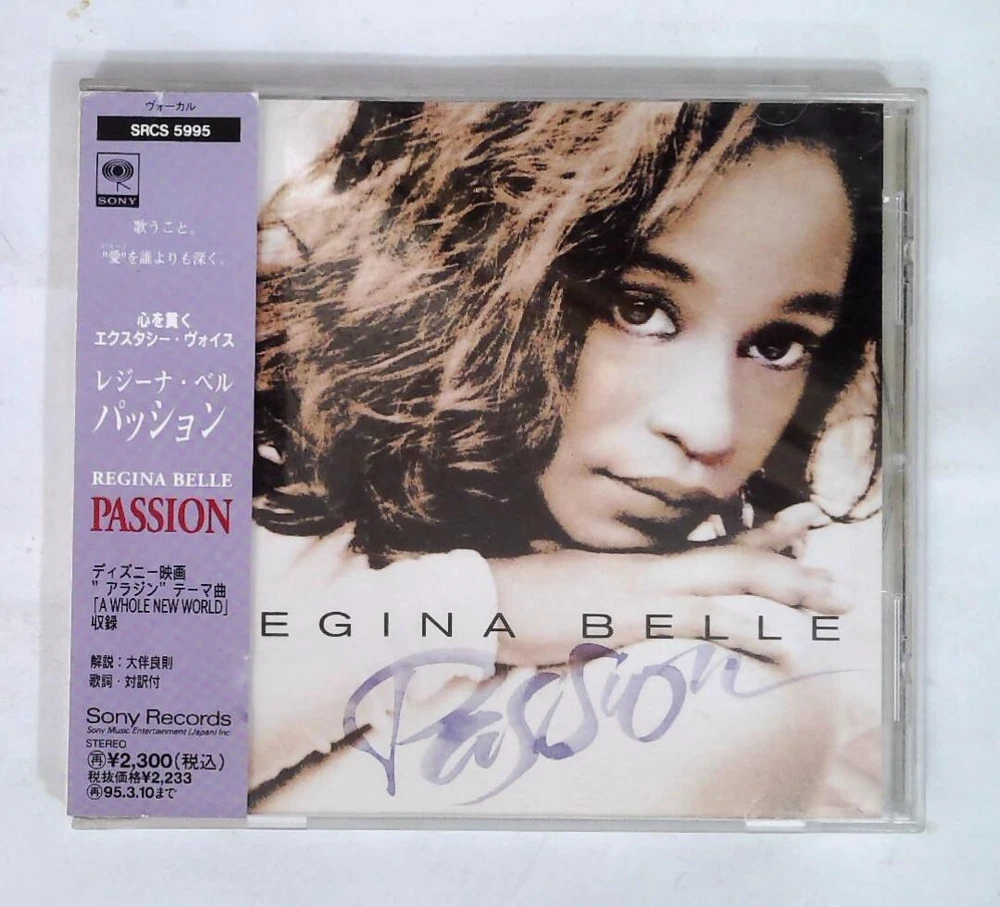 ヴォーカル
SRCS 5995
SONY
歌うこと。
"愛"を誰よりも深く。
心を貫く
エクスタシー・ヴォイス
レジーナ・ベル
パッション
REGINA BELLE
PASSION
ディズニー映画
"アラジン" テーマ曲
「A WHOLE NEW WORLD」
収録
解説：大伴良則
歌詞・対訳付
Sony Records
Sony Music Entertainment (Japan) Inc
STEREO
㊢¥2,300(税込)
税抜価格¥2,233
㊢95.3.10まで
EGINA BELLE
Passion